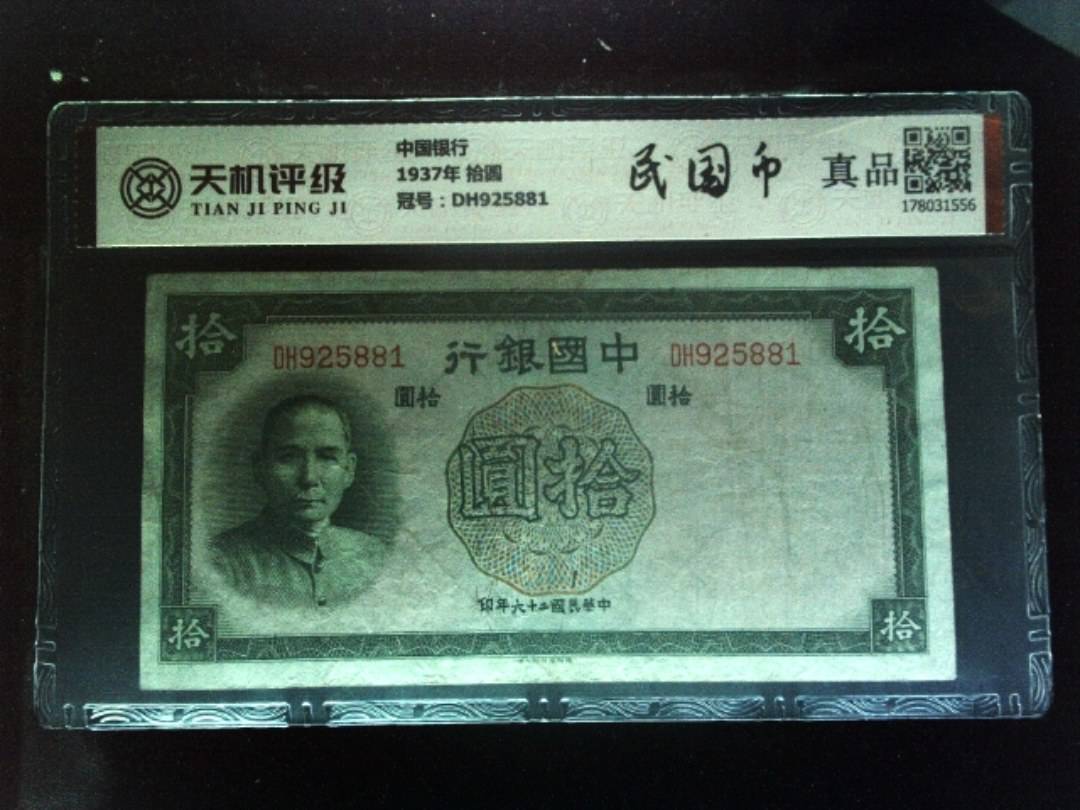 天机评级
TIAN JI PING JI
中国银行
1937年 拾圆
冠号：DH925881
民国币
真品
178031556
拾
拾
DH925881
行銀國中
DH925881
圓拾
圓拾
圓拾
印年六十二國民華中
拾
拾